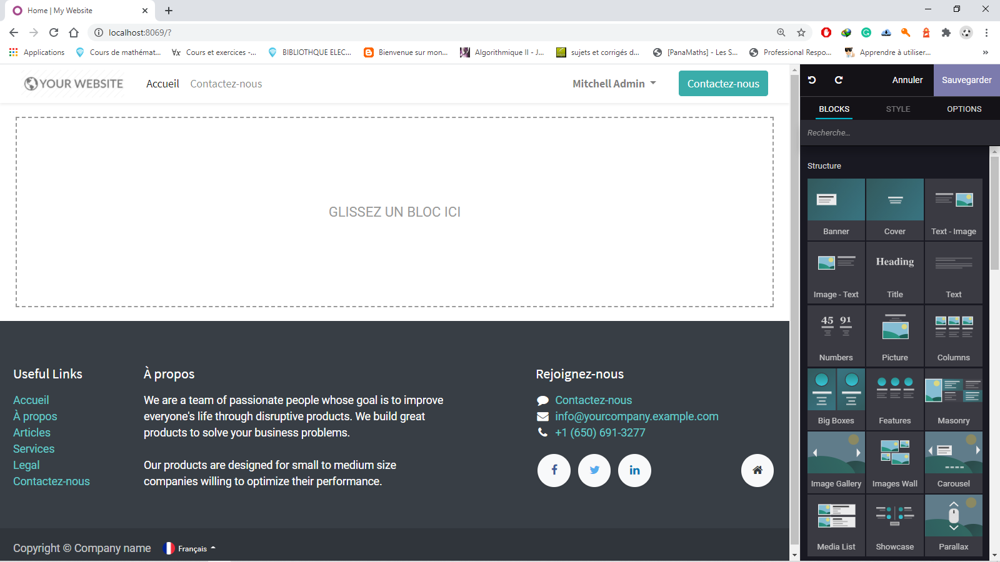 Home | My Website
localhost:8069/?
Applications
Cours de mathémat...
Cours et exercices -...
BIBLIOTHQUE ELEC...
Bienvenue sur mon...
Algorithmique II - J...
sujets et corrigés d...
[PanaMaths] - Les S...
Professional Respo...
Apprendre à utiliser...
YOUR WEBSITE
Accueil
Contactez-nous
Mitchell Admin
Contactez-nous
Annuler
Sauvegarder
BLOCKS
STYLE
OPTIONS
Recherche...
GLISSEZ UN BLOC ICI
Structure
Banner
Cover
Text - Image
Image - Text
Heading
Title
Text
45 91
Numbers
Picture
Columns
Big Boxes
Features
Masonry
Image Gallery
Images Wall
Carousel
Media List
Showcase
Parallax
Useful Links
Accueil
À propos
Articles
Services
Legal
Contactez-nous
À propos
We are a team of passionate people whose goal is to improve
everyone's life through disruptive products. We build great
products to solve your business problems.
Our products are designed for small to medium size
companies willing to optimize their performance.
Rejoignez-nous
Contactez-nous
info@yourcompany.example.com
+1 (650) 691-3277
Copyright © Company name
Français